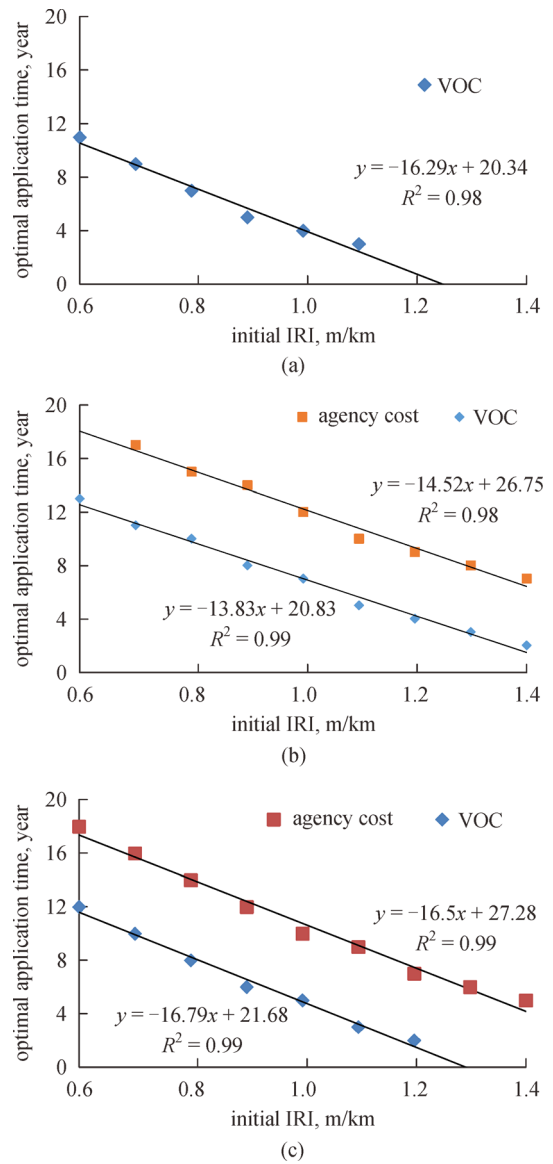 20
16
12
8
4
0
optimal application time, year
VOC
y = −16.29x + 20.34
R² = 0.98
0.6 0.8 1.0 1.2 1.4
initial IRI, m/km
(a)
20
16
12
8
4
0
optimal application time, year
agency cost VOC
y = −14.52x + 26.75
R² = 0.98
y = −13.83x + 20.83
R² = 0.99
0.6 0.8 1.0 1.2 1.4
initial IRI, m/km
(b)
20
16
12
8
4
0
optimal application time, year
agency cost VOC
y = −16.5x + 27.28
R² = 0.99
y = −16.79x + 21.68
R² = 0.99
0.6 0.8 1.0 1.2 1.4
initial IRI, m/km
(c)